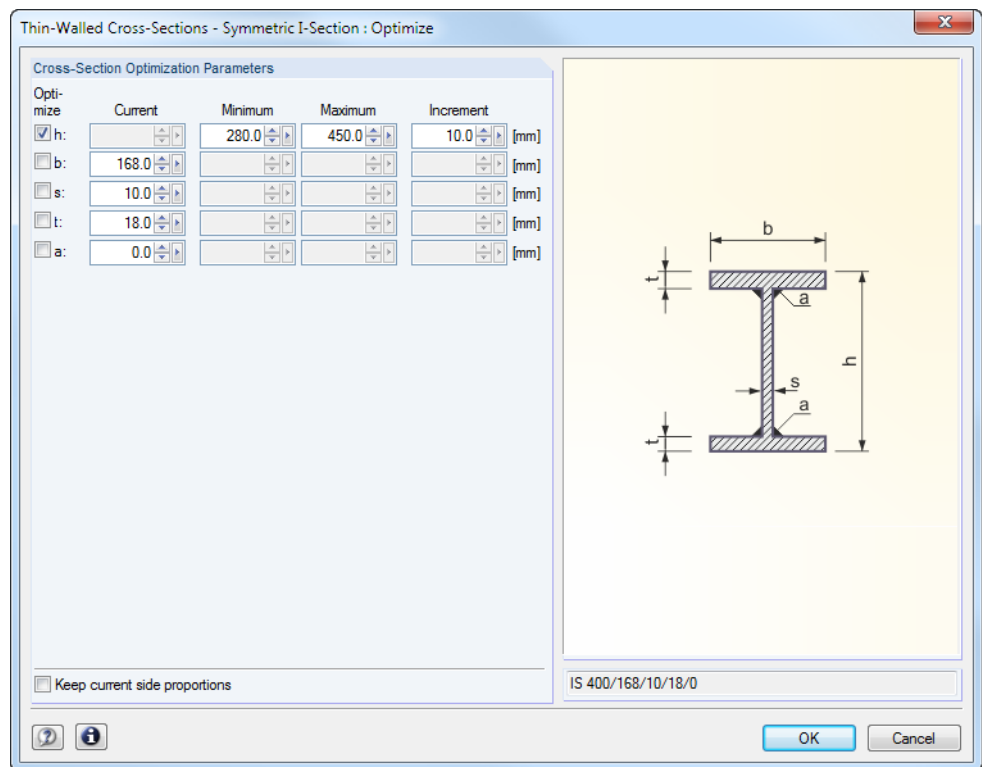 Thin-Walled Cross-Sections - Symmetric I-Section : Optimize
Cross-Section Optimization Parameters
Opti-
mize Current Minimum Maximum Increment
h: 280.0 450.0 10.0 [mm]
b: 168.0 [mm]
s: 10.0 [mm]
t: 18.0 [mm]
a: 0.0 [mm]
b
t
a
h
s
a
t
Keep current side proportions
IS 400/168/10/18/0
OK Cancel